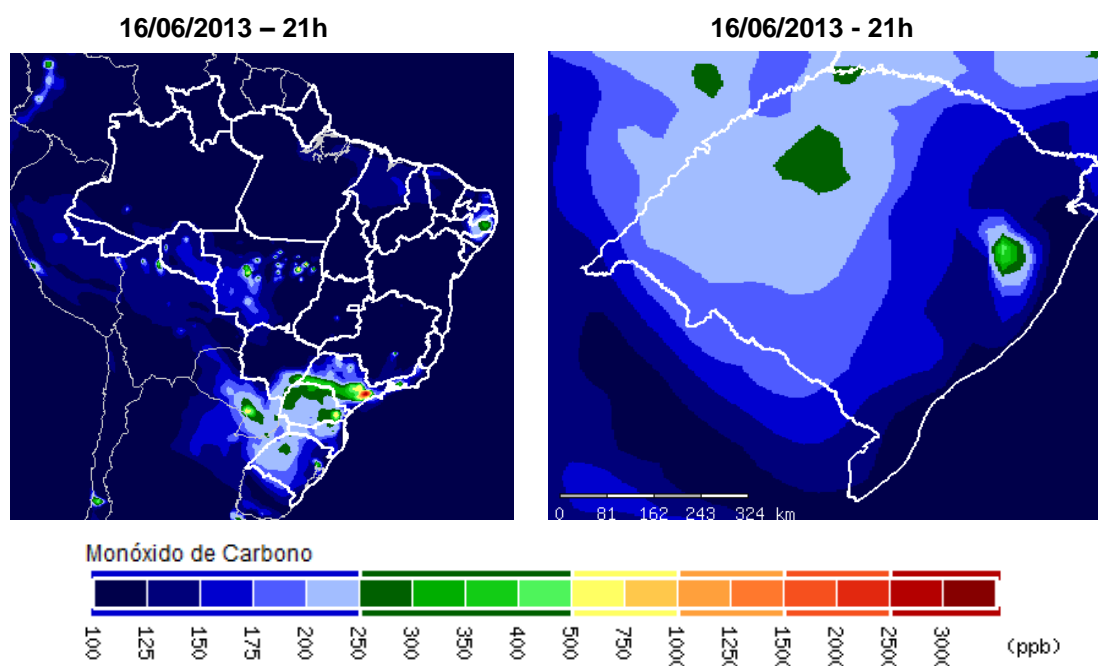 16/06/2013 – 21h
16/06/2013 - 21h
0 81 162 243 324 km
Monóxido de Carbono
100 125 150 175 200 250 300 350 400 500 750 1000 1250 1500 2000 2500 3000 (ppb)